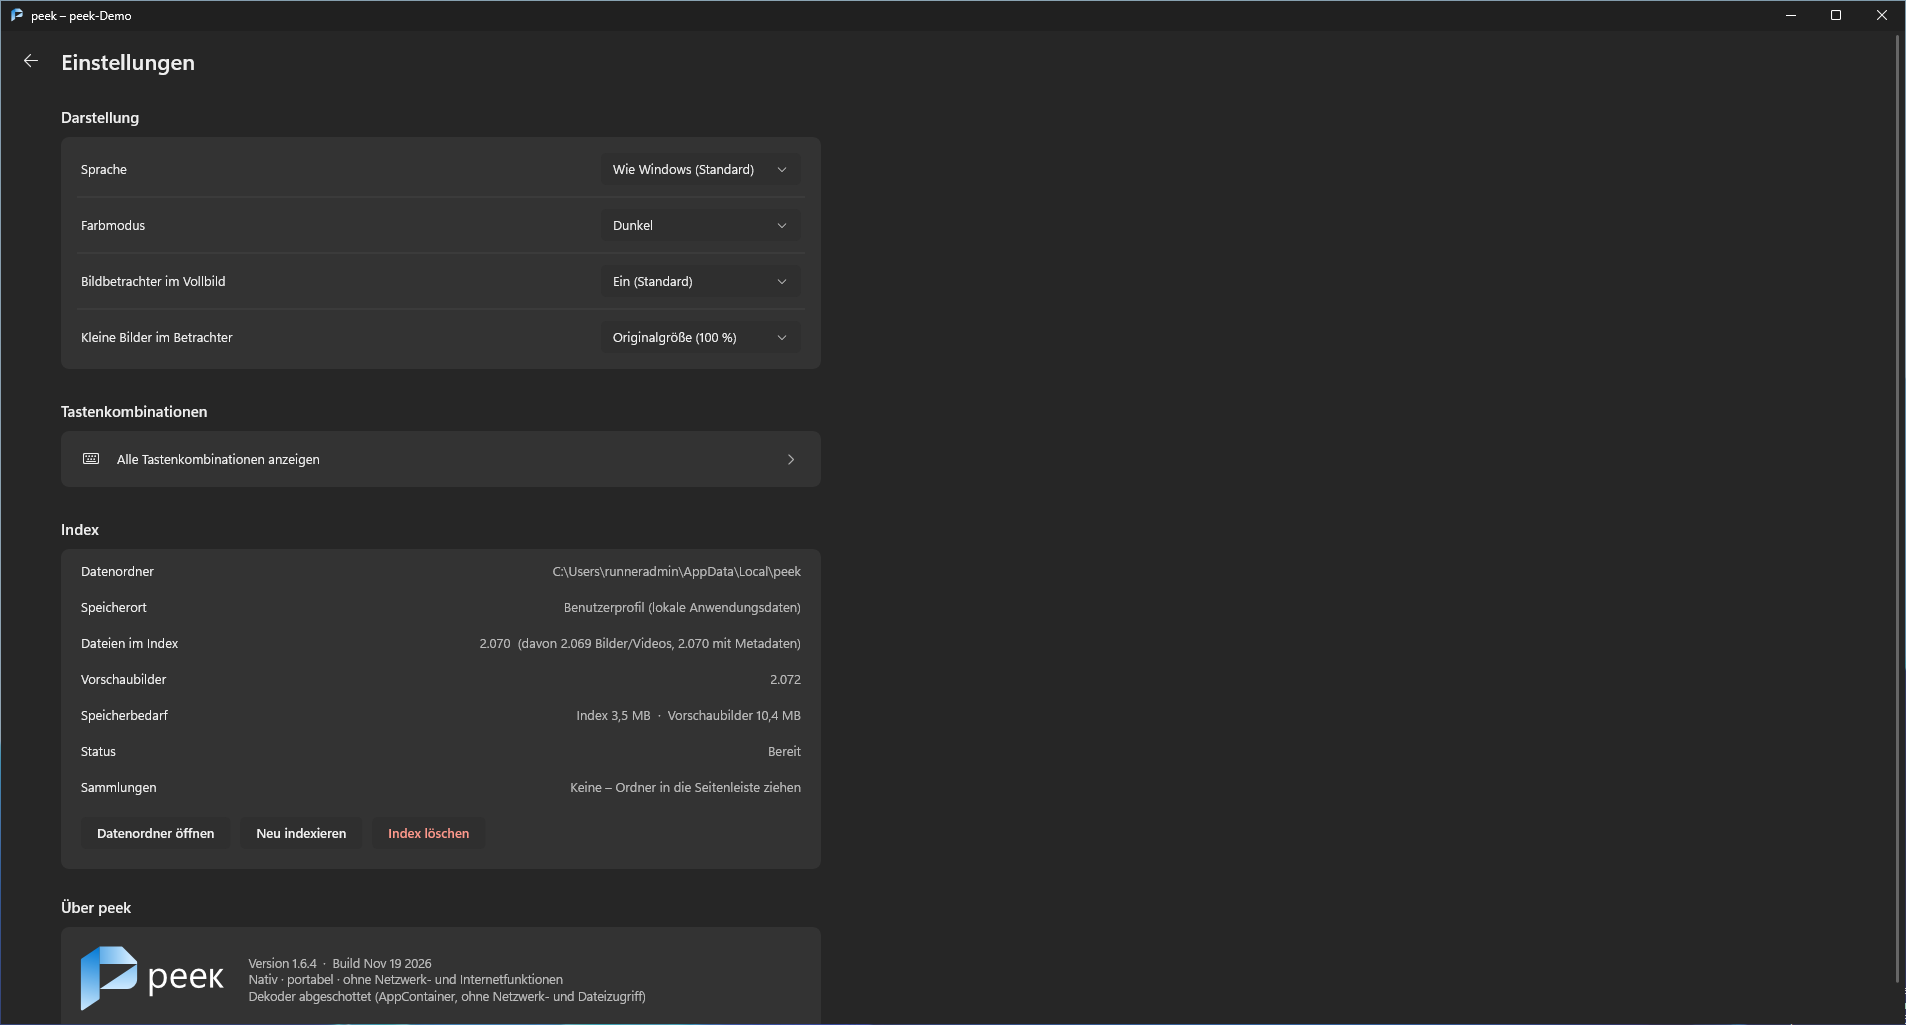 peek – peek-Demo
Einstellungen
Darstellung
Sprache Wie Windows (Standard)
Farbmodus Dunkel
Bildbetrachter im Vollbild Ein (Standard)
Kleine Bilder im Betrachter Originalgröße (100 %)
Tastenkombinationen
Alle Tastenkombinationen anzeigen
Index
Datenordner C:\Users\runneradmin\AppData\Local\peek
Speicherort Benutzerprofil (lokale Anwendungsdaten)
Dateien im Index 2.070 (davon 2.069 Bilder/Videos, 2.070 mit Metadaten)
Vorschaubilder 2.072
Speicherbedarf Index 3,5 MB · Vorschaubilder 10,4 MB
Status Bereit
Sammlungen Keine – Ordner in die Seitenleiste ziehen
Datenordner öffnen Neu indexieren Index löschen
Über peek
peek
Version 1.6.4 · Build Nov 19 2026
Nativ · portabel · ohne Netzwerk- und Internetfunktionen
Dekoder abgeschottet (AppContainer, ohne Netzwerk- und Dateizugriff)